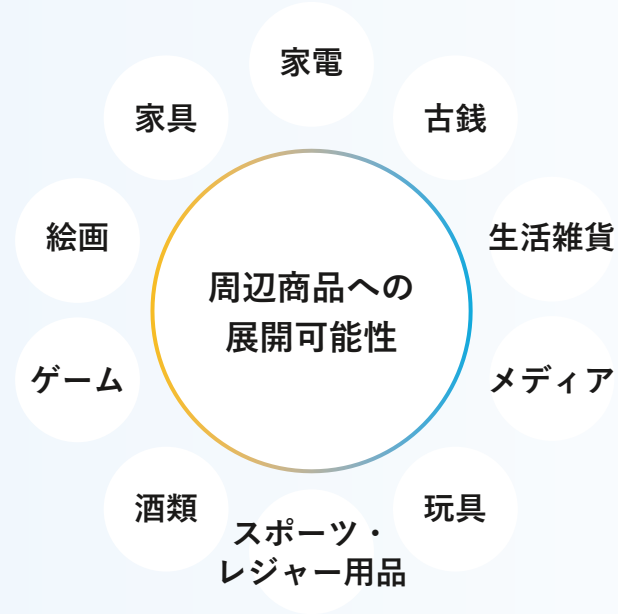 家電
家具
古銭
絵画
生活雑貨
周辺商品への
展開可能性
ゲーム
メディア
酒類
玩具
スポーツ・
レジャー用品